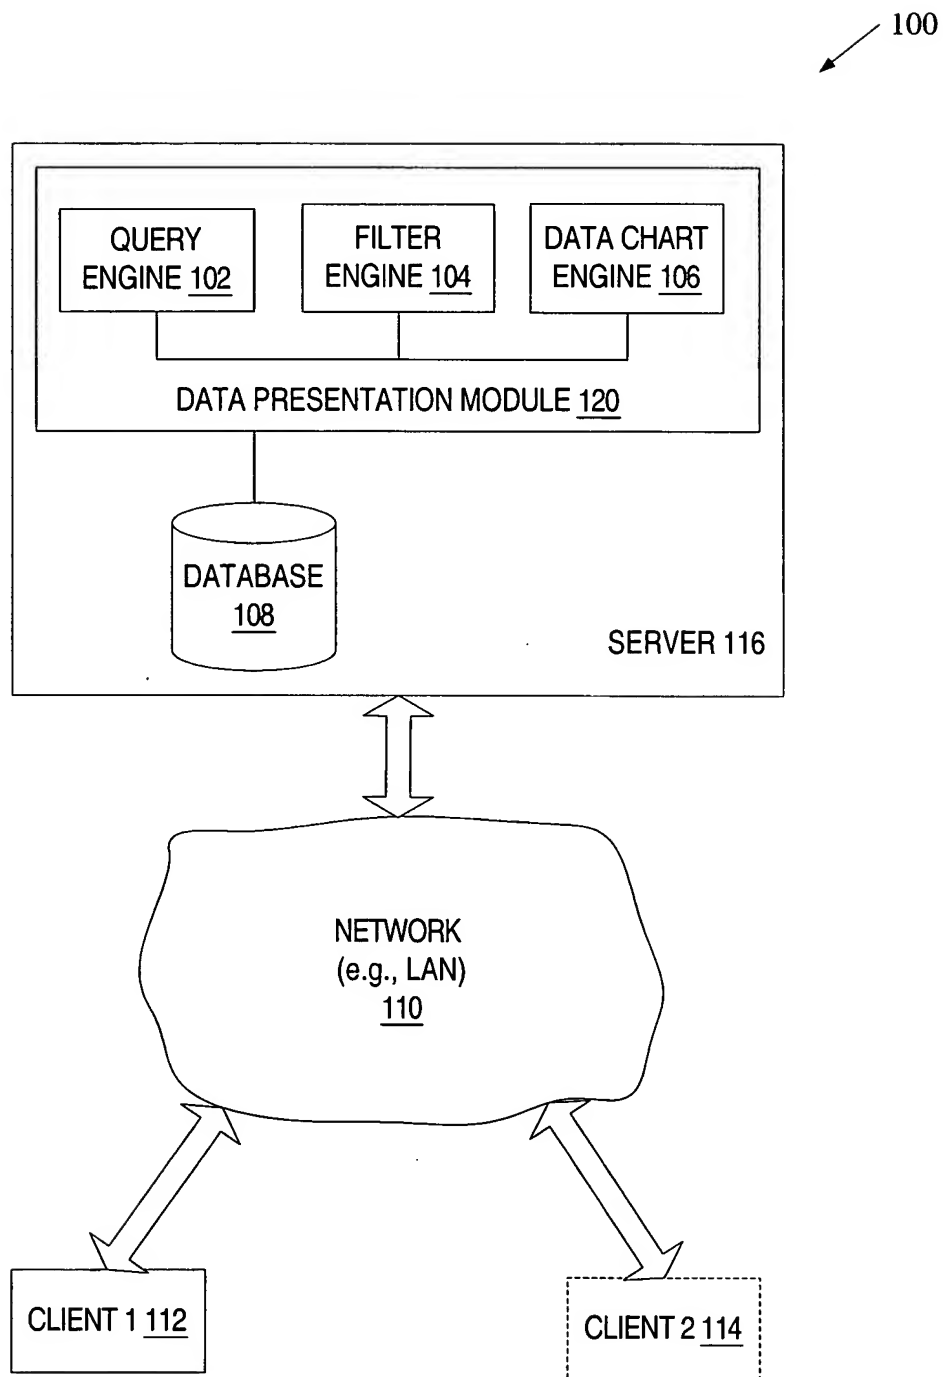 100
QUERY
ENGINE 102
FILTER
ENGINE 104
DATA CHART
ENGINE 106
DATA PRESENTATION MODULE 120
DATABASE
108
SERVER 116
NETWORK
(e.g., LAN)
110
CLIENT 1 112
CLIENT 2 114